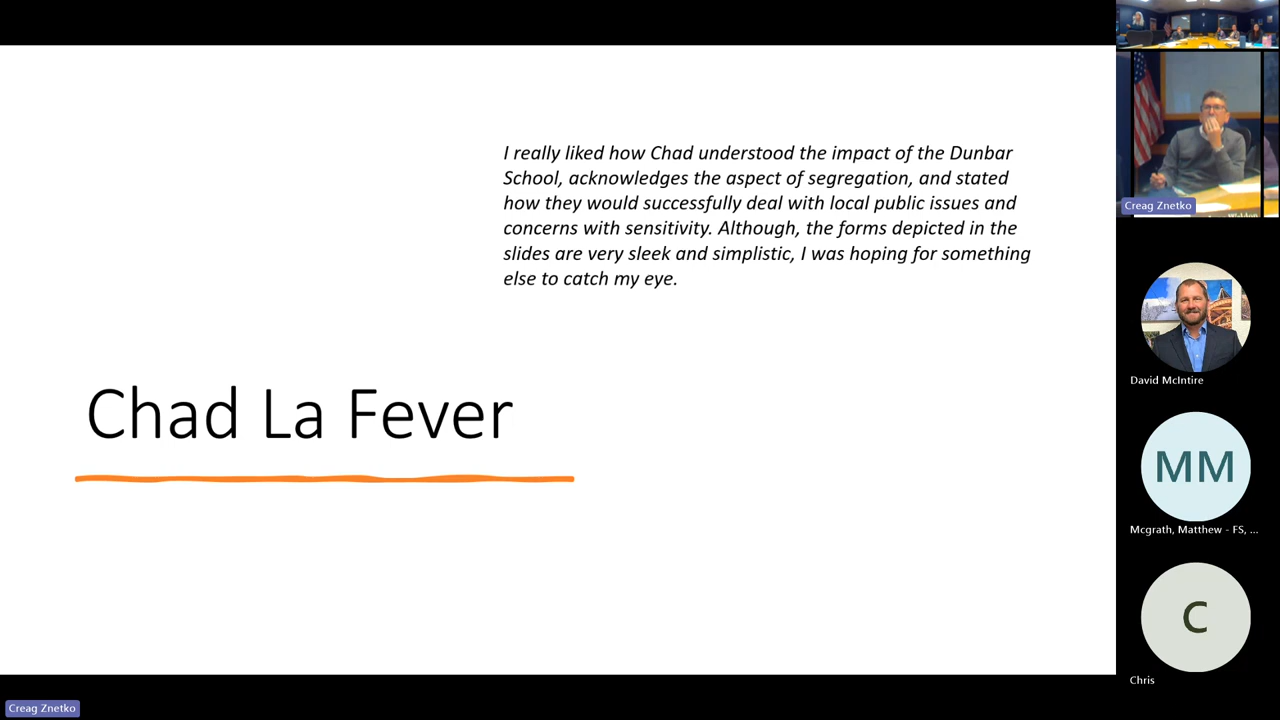 I really liked how Chad understood the impact of the Dunbar
School, acknowledges the aspect of segregation, and stated
how they would successfully deal with local public issues and
concerns with sensitivity. Although, the forms depicted in the
slides are very sleek and simplistic, I was hoping for something
else to catch my eye.
Chad La Fever
Creag Znetko
David McIntire
MM
Mcgrath, Matthew - FS, ...
C
Chris
Creag Znetko